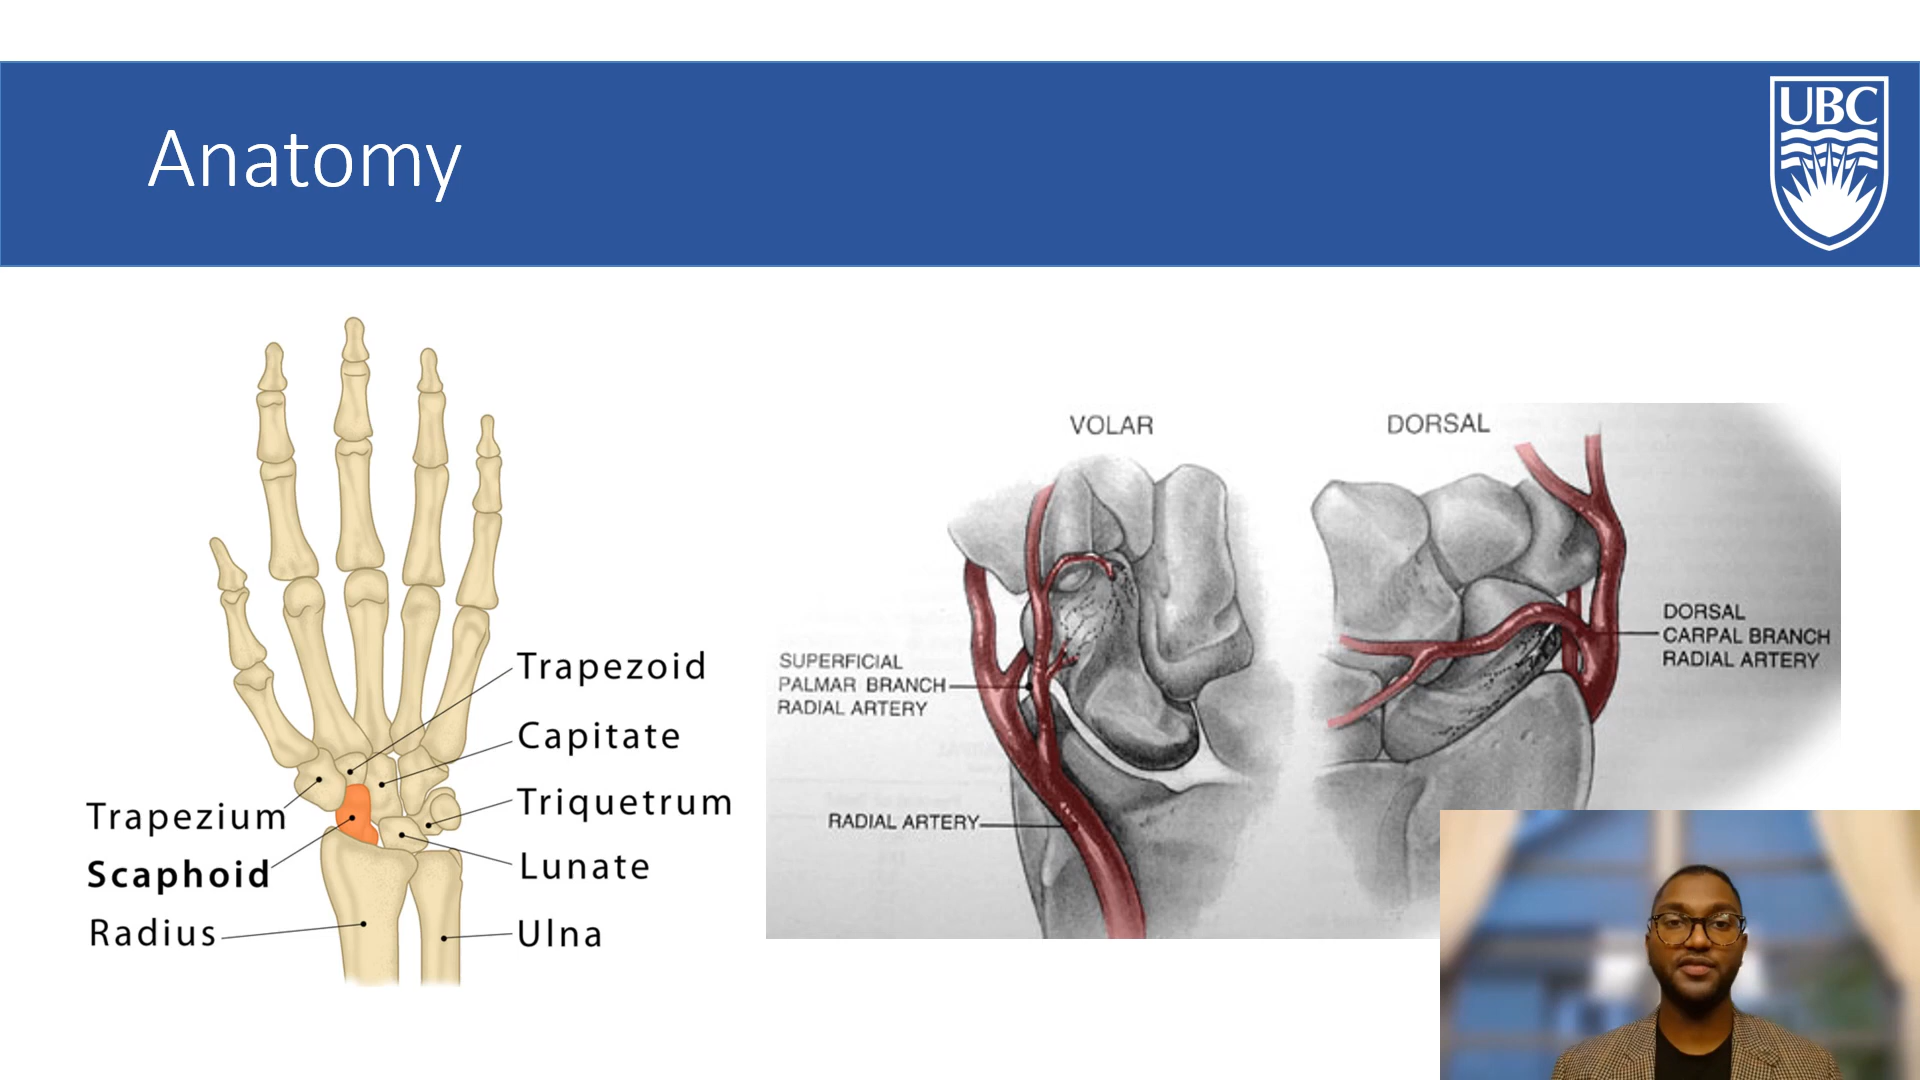 Anatomy
UBC
Trapezoid
Capitate
Triquetrum
Lunate
Ulna
Trapezium
Scaphoid
Radius
VOLAR
SUPERFICIAL
PALMAR BRANCH
RADIAL ARTERY
RADIAL ARTERY
DORSAL
DORSAL
CARPAL BRANCH
RADIAL ARTERY